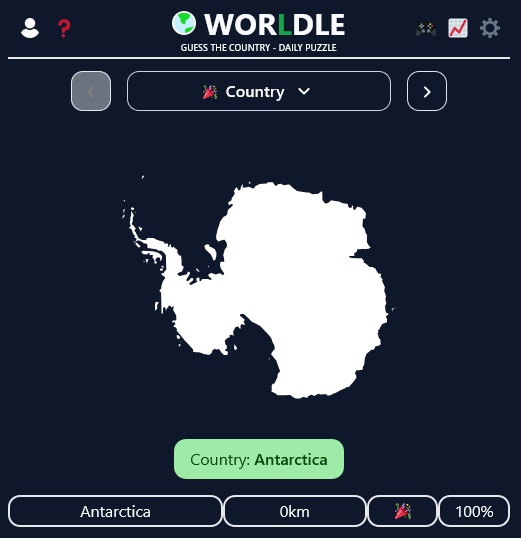 WORLDLE
GUESS THE COUNTRY - DAILY PUZZLE
Country
Country: Antarctica
Antarctica 0km 100%